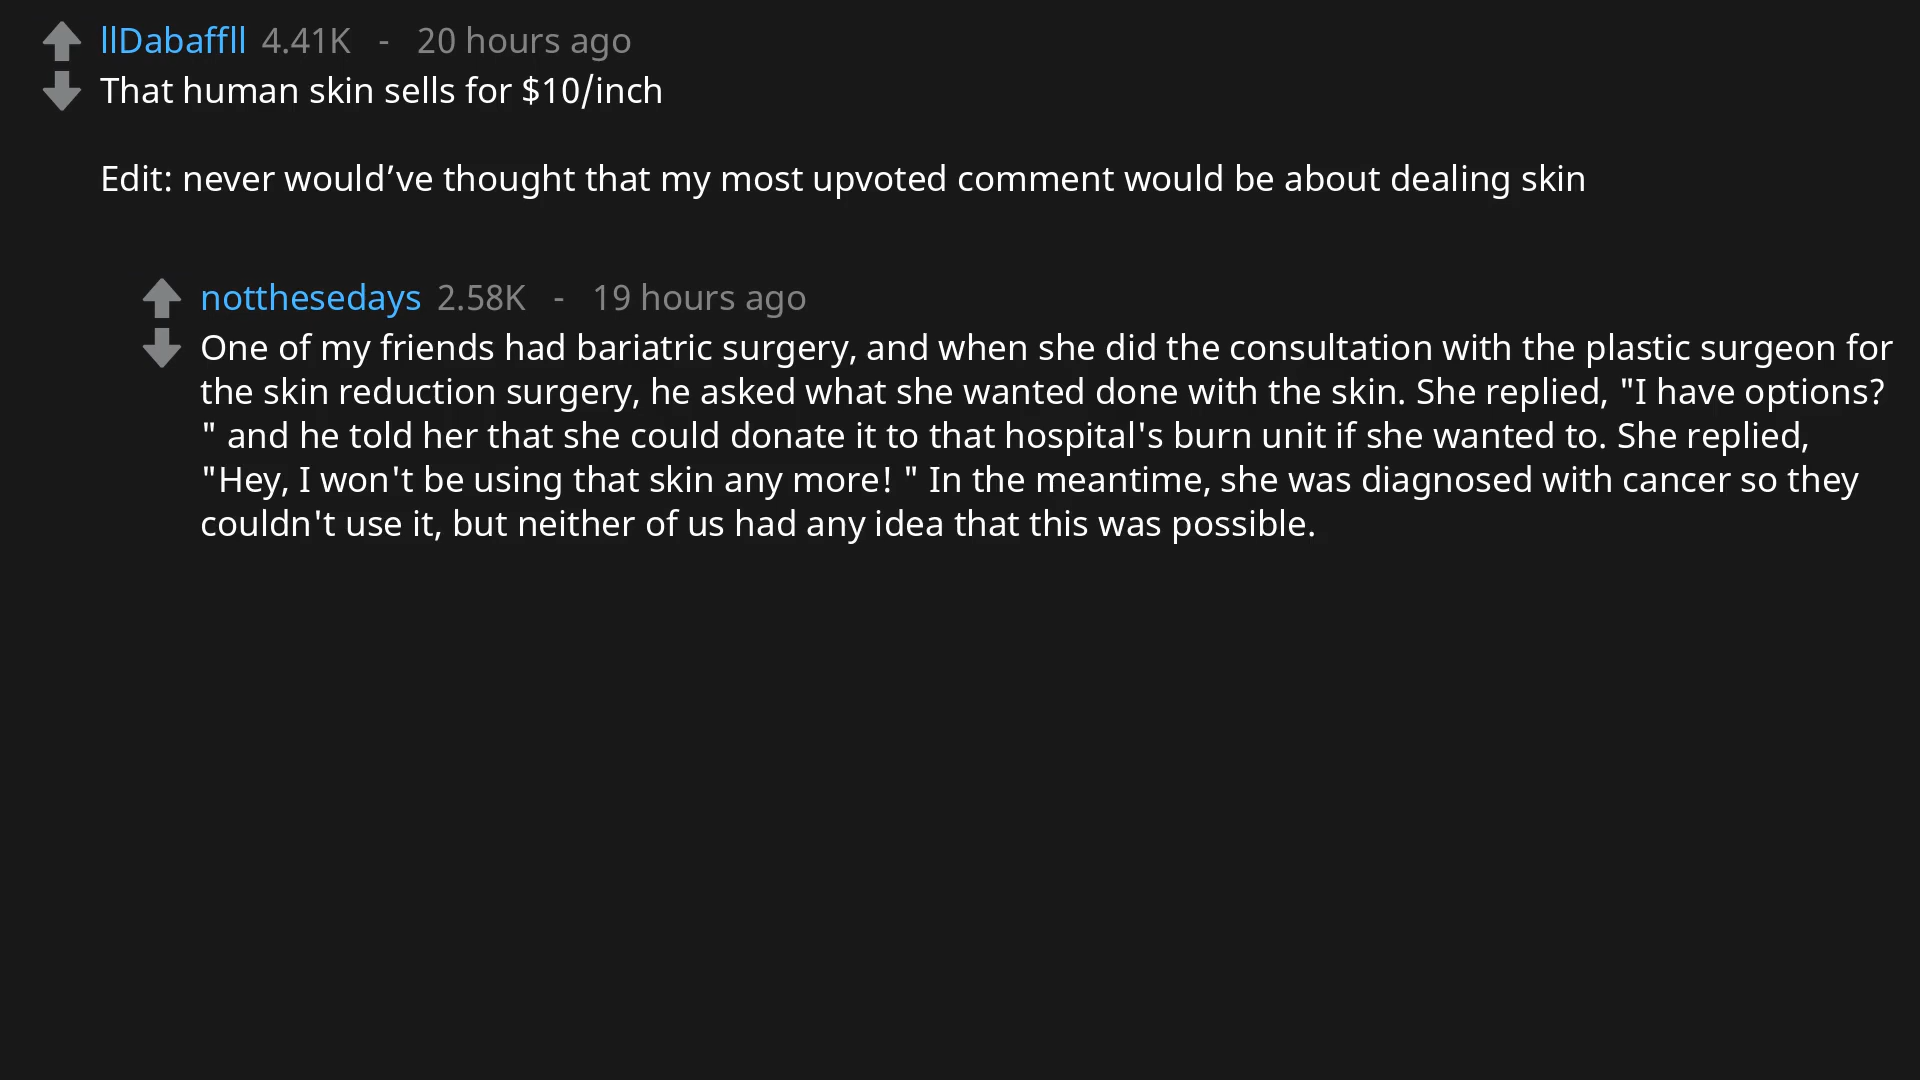 llDabaffll 4.41K - 20 hours ago
That human skin sells for $10/inch
Edit: never would’ve thought that my most upvoted comment would be about dealing skin
notthesedays 2.58K - 19 hours ago
One of my friends had bariatric surgery, and when she did the consultation with the plastic surgeon for
the skin reduction surgery, he asked what she wanted done with the skin. She replied, "I have options?
" and he told her that she could donate it to that hospital's burn unit if she wanted to. She replied,
"Hey, I won't be using that skin any more! " In the meantime, she was diagnosed with cancer so they
couldn't use it, but neither of us had any idea that this was possible.